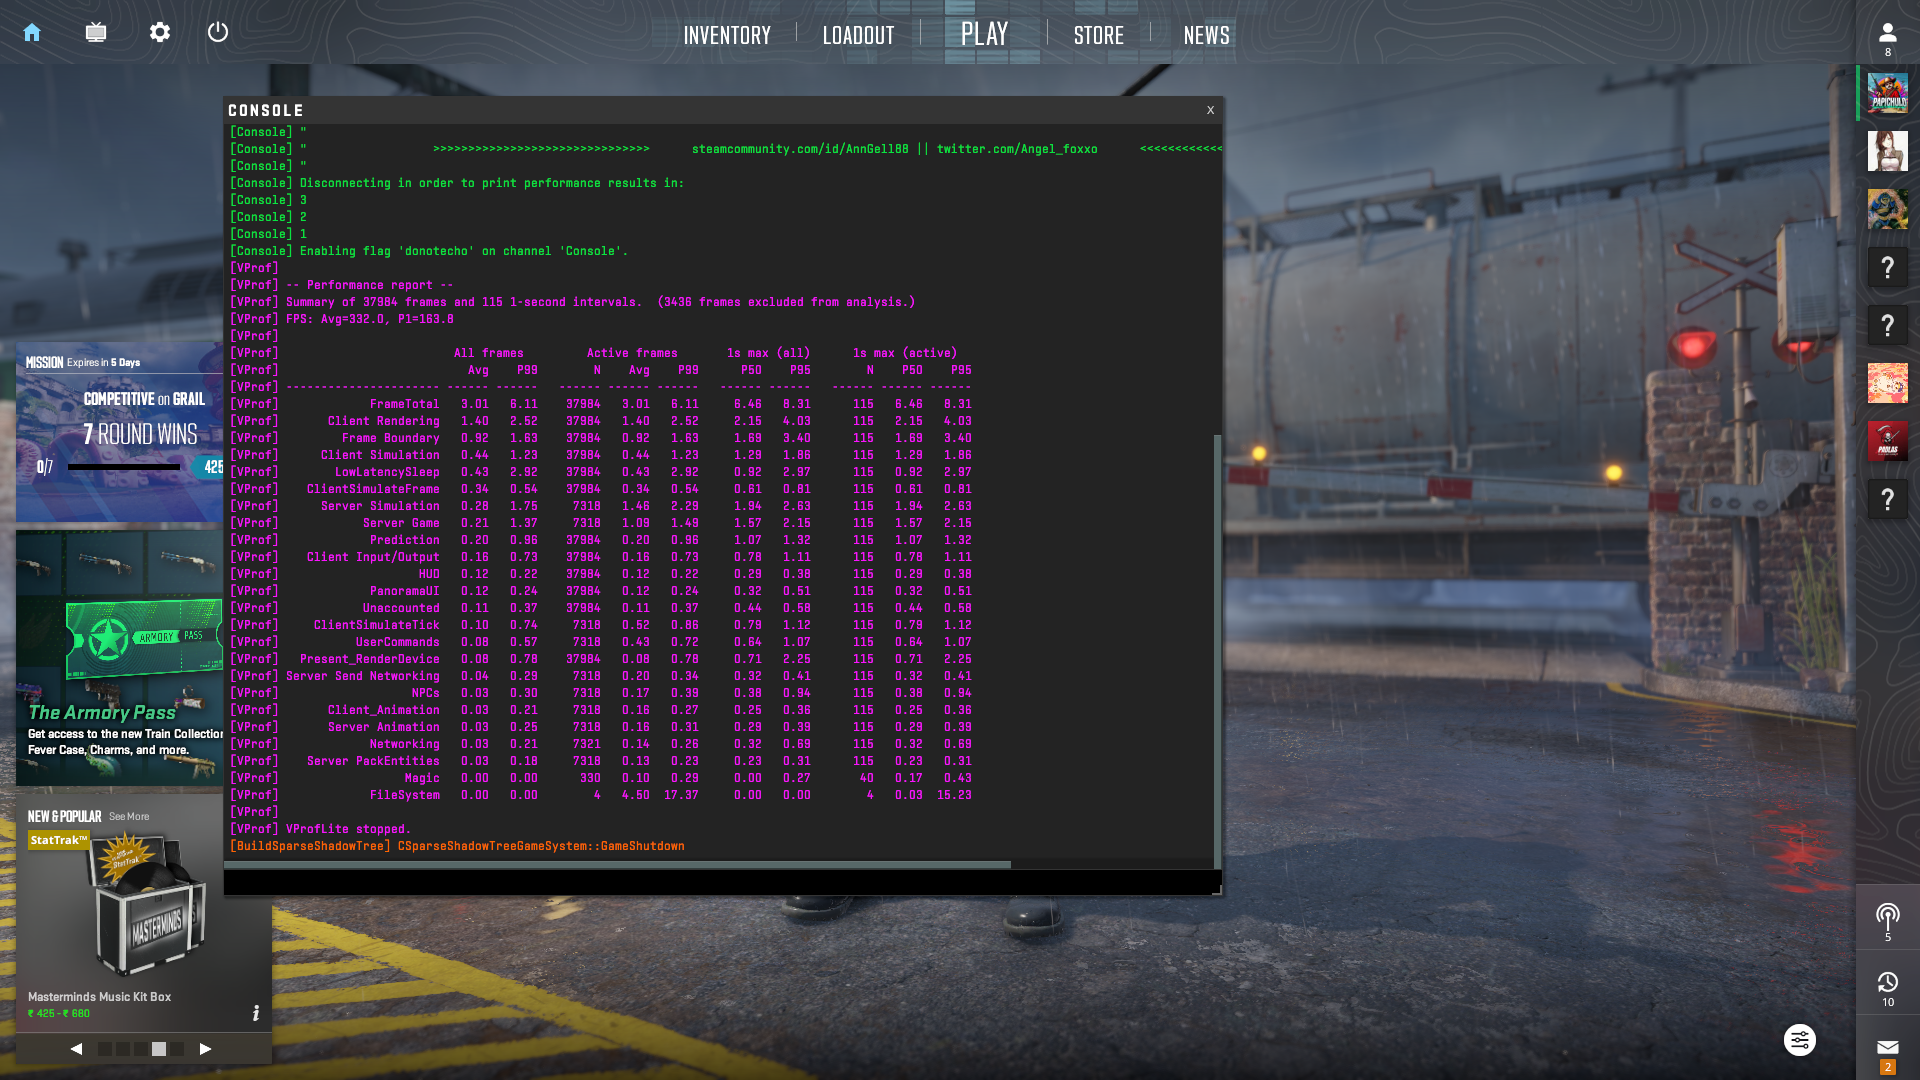 INVENTORY
LOADOUT
PLAY
STORE
NEWS
8
CONSOLE
X
[Console] "
[Console] " >>>>>>>>>>>>>>>>>>>>>>>>>>>>>>> steamcommunity.com/id/AnnGell88 || twitter.com/Angel_foxxo <<<<<<<<<<<<
[Console] "
[Console] Disconnecting in order to print performance results in:
[Console] 3
[Console] 2
[Console] 1
[Console] Enabling flag 'donotecho' on channel 'Console'.
[VProf]
[VProf] -- Performance report --
[VProf] Summary of 37984 frames and 115 1-second intervals. (3436 frames excluded from analysis.)
[VProf] FPS: Avg=332.0, P1=163.8
[VProf]
[VProf] All frames Active frames 1s max (all) 1s max (active)
[VProf] Avg P99 N Avg P99 P50 P95 N P50 P95
[VProf] ---------------------- ------ ------ ------ ------ ------ ------ ------ ------ ------ ------
[VProf] FrameTotal 3.01 6.11 37984 3.01 6.11 6.46 8.31 115 6.46 8.31
[VProf] Client Rendering 1.40 2.52 37984 1.40 2.52 2.15 4.03 115 2.15 4.03
[VProf] Frame Boundary 0.92 1.63 37984 0.92 1.63 1.69 3.40 115 1.69 3.40
[VProf] Client Simulation 0.44 1.23 37984 0.44 1.23 1.29 1.86 115 1.29 1.86
[VProf] LowLatencySleep 0.43 2.92 37984 0.43 2.92 0.92 2.97 115 0.92 2.97
[VProf] ClientSimulateFrame 0.34 0.54 37984 0.34 0.54 0.61 0.81 115 0.61 0.81
[VProf] Server Simulation 0.28 1.75 7318 1.46 2.29 1.94 2.63 115 1.94 2.63
[VProf] Server Game 0.21 1.37 7318 1.09 1.49 1.57 2.15 115 1.57 2.15
[VProf] Prediction 0.20 0.96 37984 0.20 0.96 1.07 1.32 115 1.07 1.32
[VProf] Client Input/Output 0.16 0.73 37984 0.16 0.73 0.78 1.11 115 0.78 1.11
[VProf] HUD 0.12 0.22 37984 0.12 0.22 0.29 0.38 115 0.29 0.38
[VProf] PanoramaUI 0.12 0.24 37984 0.12 0.24 0.32 0.51 115 0.32 0.51
[VProf] Unaccounted 0.11 0.37 37984 0.11 0.37 0.44 0.58 115 0.44 0.58
[VProf] ClientSimulateTick 0.10 0.74 7318 0.52 0.86 0.79 1.12 115 0.79 1.12
[VProf] UserCommands 0.08 0.57 7318 0.43 0.72 0.64 1.07 115 0.64 1.07
[VProf] Present_RenderDevice 0.08 0.78 37984 0.08 0.78 0.71 2.25 115 0.71 2.25
[VProf] Server Send Networking 0.04 0.29 7318 0.20 0.34 0.32 0.41 115 0.32 0.41
[VProf] NPCs 0.03 0.30 7318 0.17 0.39 0.38 0.94 115 0.38 0.94
[VProf] Client_Animation 0.03 0.21 7318 0.16 0.27 0.25 0.36 115 0.25 0.36
[VProf] Server Animation 0.03 0.25 7318 0.16 0.31 0.29 0.39 115 0.29 0.39
[VProf] Networking 0.03 0.21 7321 0.14 0.26 0.32 0.69 115 0.32 0.69
[VProf] Server PackEntities 0.03 0.18 7318 0.13 0.23 0.23 0.31 115 0.23 0.31
[VProf] Magic 0.00 0.00 330 0.10 0.29 0.00 0.27 40 0.17 0.43
[VProf] FileSystem 0.00 0.00 4 4.50 17.37 0.00 0.00 4 0.03 15.23
[VProf]
[VProf] VProfLite stopped.
[BuildSparseShadowTree] CSparseShadowTreeGameSystem::GameShutdown
MISSION Expires in 5 Days
COMPETITIVE on GRAIL
7 ROUND WINS
0/7
425
ARMORY PASS
The Armory Pass
Get access to the new Train Collection
Fever Case, Charms, and more.
NEW & POPULAR See More
StatTrak™
StatTrak
MASTERMINDS
Masterminds Music Kit Box
₹ 425 - ₹ 680
i
PAPICHULO
?
?
PADLAS
?
5
10
2